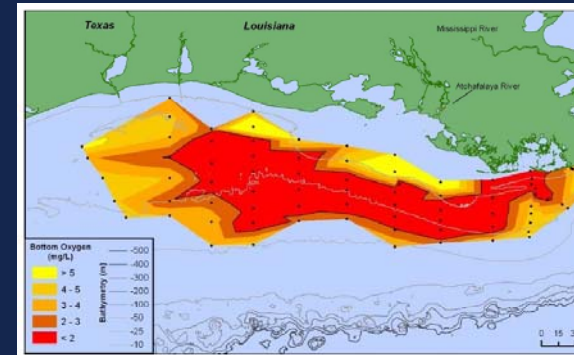 Texas
Louisiana
Mississippi River
Atchafalaya River
Bottom Oxygen
(mg/L)
> 5
4 - 5
3 - 4
2 - 3
< 2
Bathymetry (m)
-500
-400
-300
-200
-100
-50
-25
-10
0 15 3